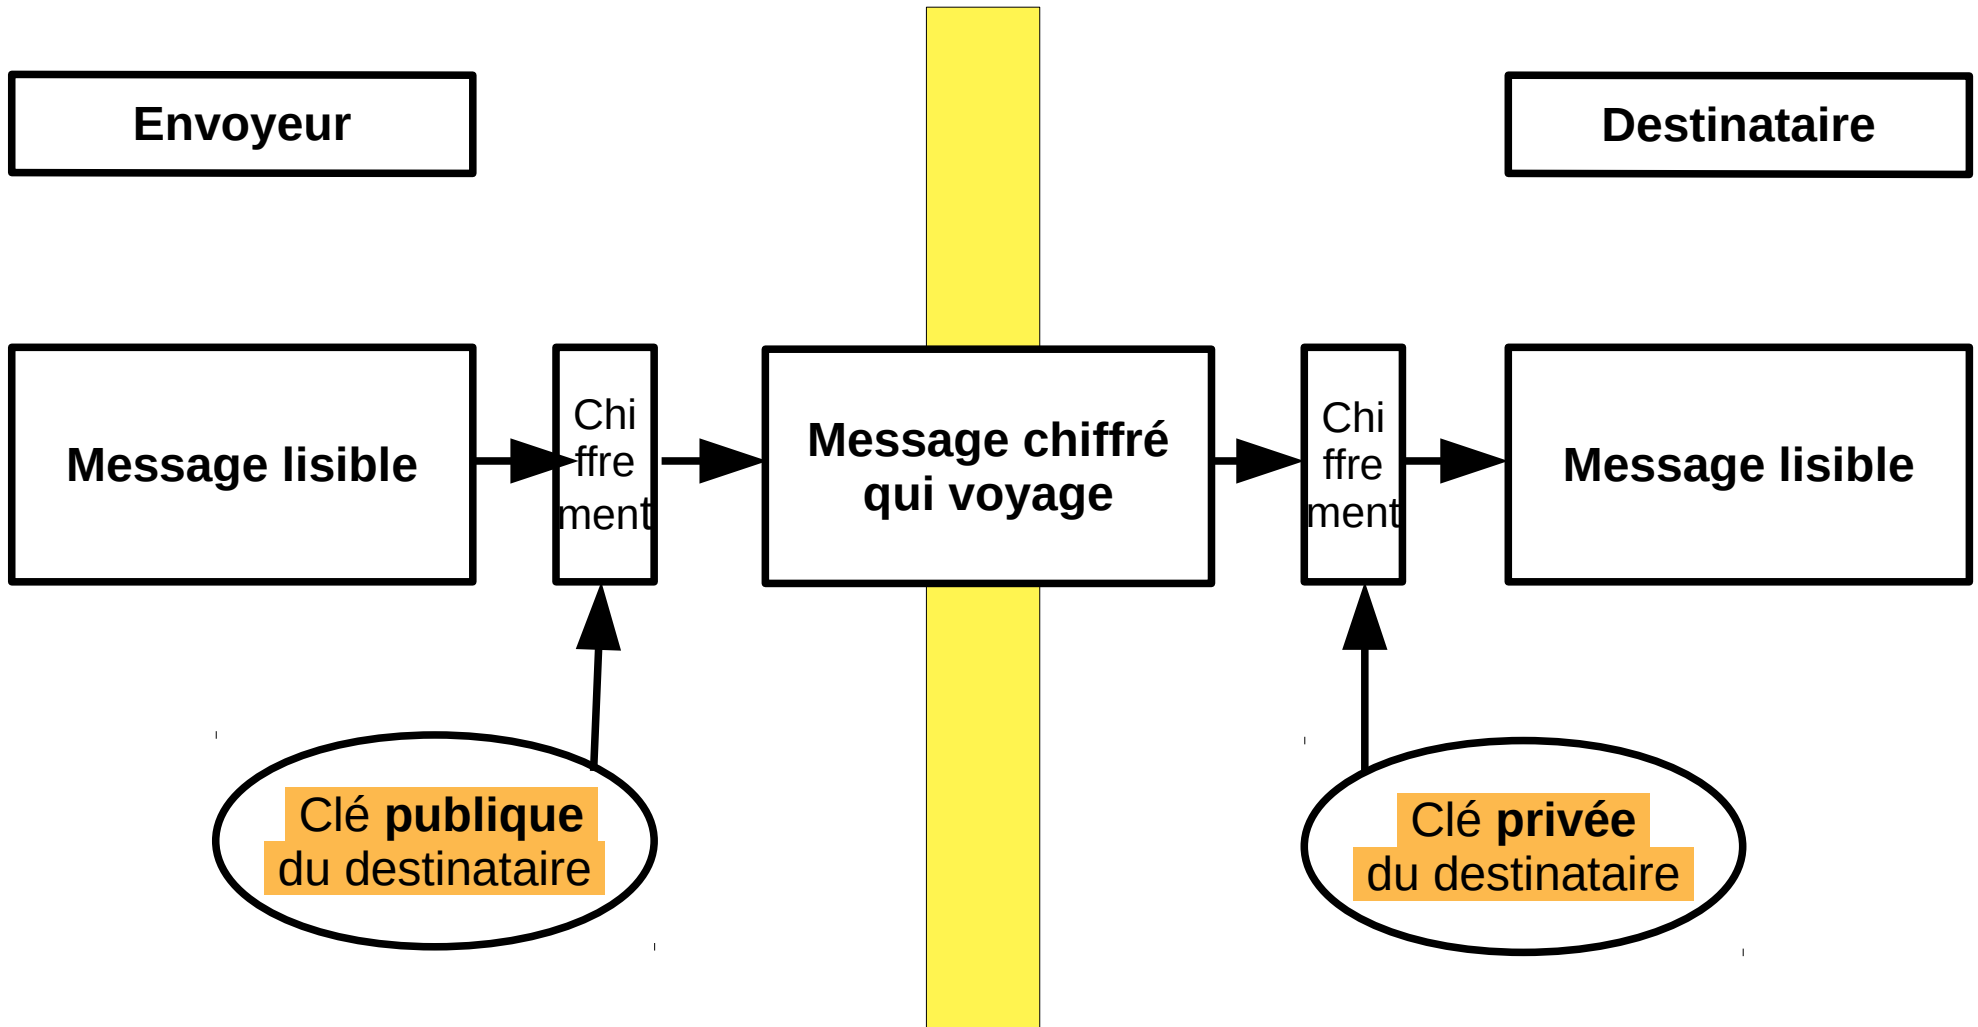 Envoyeur
Destinataire
Message lisible
Chi
ffre
ment
Message chiffré
qui voyage
Chi
ffre
ment
Message lisible
Clé publique
du destinataire
Clé privée
du destinataire